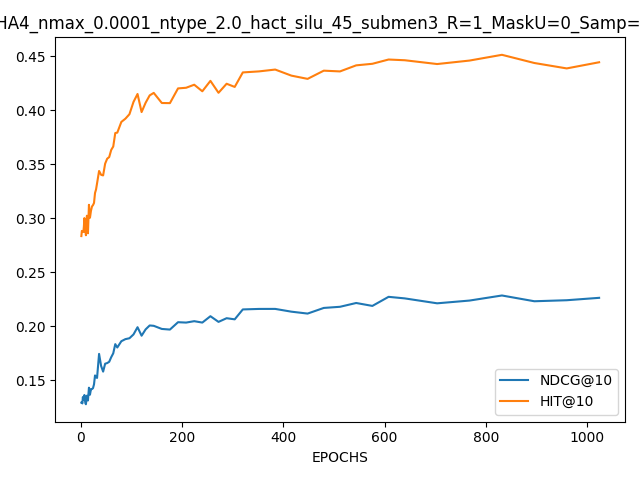 HA4_nmax_0.0001_ntype_2.0_hact_silu_45_submen3_R=1_MaskU=0_Samp=
0.45
0.40
0.35
0.30
0.25
0.20
0.15
NDCG@10
HIT@10
0 200 400 600 800 1000
EPOCHS